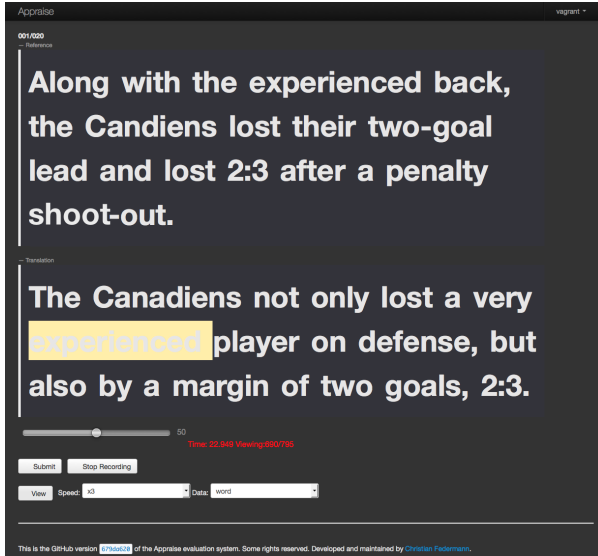 Appraise
vagrant
001/020
— Reference
Along with the experienced back,
the Candiens lost their two-goal
lead and lost 2:3 after a penalty
shoot-out.
— Translation
The Canadiens not only lost a very
experienced player on defense, but
also by a margin of two goals, 2:3.
50
Time: 22.949 Viewing:690/795
Submit Stop Recording
View Speed: x3 Data: word
This is the GitHub version 679da620 of the Appraise evaluation system. Some rights reserved. Developed and maintained by Christian Federmann.